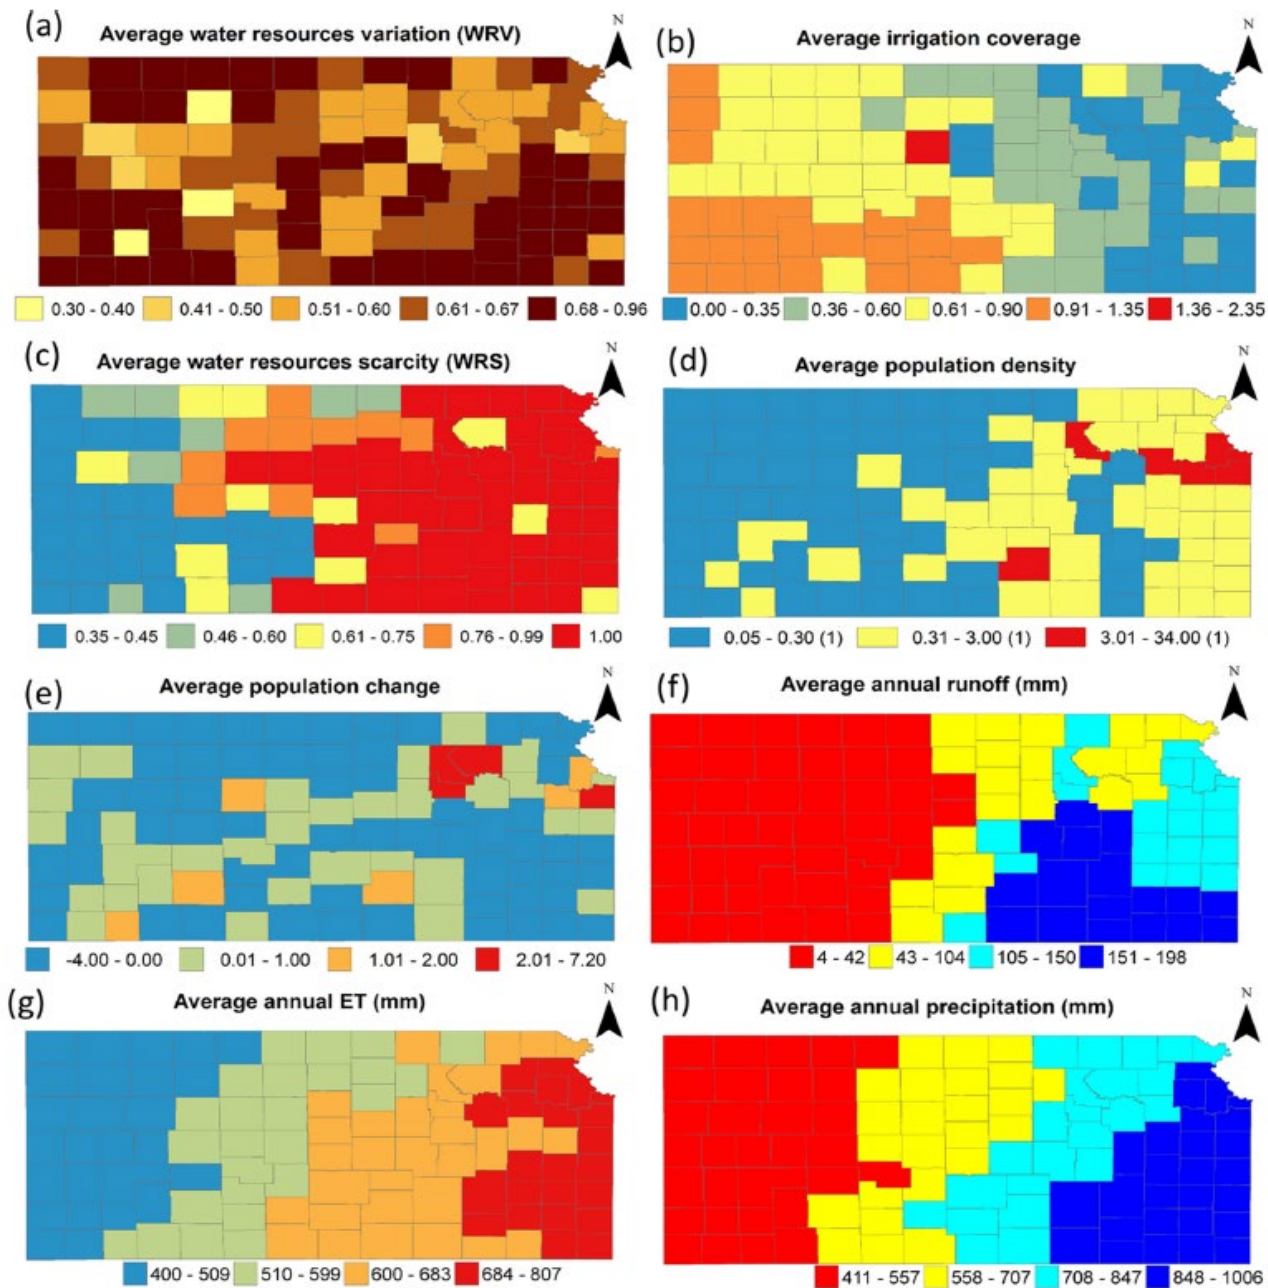 (a)
Average water resources variation (WRV)
N
0.30 - 0.40 0.41 - 0.50 0.51 - 0.60 0.61 - 0.67 0.68 - 0.96
(b)
Average irrigation coverage
N
0.00 - 0.35 0.36 - 0.60 0.61 - 0.90 0.91 - 1.35 1.36 - 2.35
(c)
Average water resources scarcity (WRS)
N
0.35 - 0.45 0.46 - 0.60 0.61 - 0.75 0.76 - 0.99 1.00
(d)
Average population density
N
0.05 - 0.30 (1) 0.31 - 3.00 (1) 3.01 - 34.00 (1)
(e)
Average population change
N
-4.00 - 0.00 0.01 - 1.00 1.01 - 2.00 2.01 - 7.20
(f)
Average annual runoff (mm)
N
4 - 42 43 - 104 105 - 150 151 - 198
(g)
Average annual ET (mm)
N
400 - 509 510 - 599 600 - 683 684 - 807
(h)
Average annual precipitation (mm)
N
411 - 557 558 - 707 708 - 847 848 - 1006